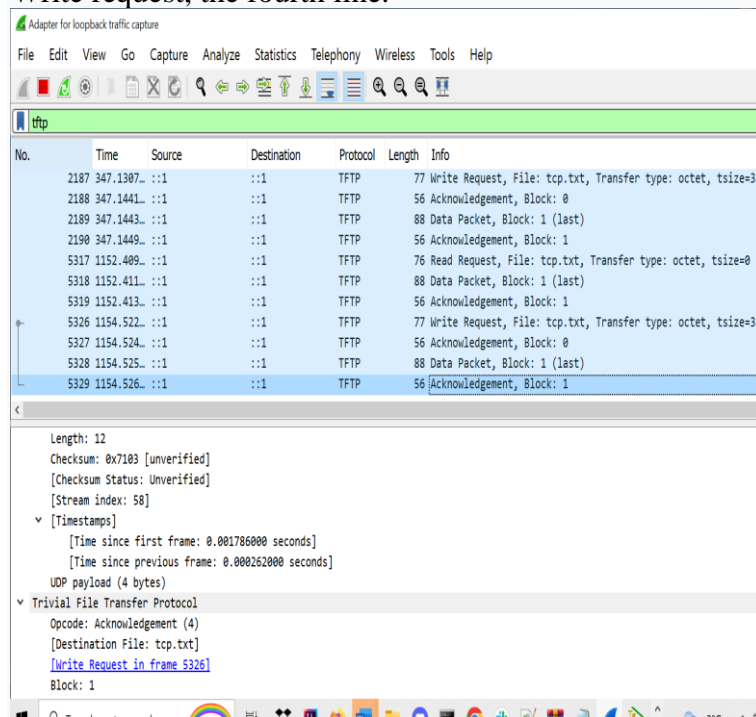 Write request, the fourth line.
Adapter for loopback traffic capture
File Edit View Go Capture Analyze Statistics Telephony Wireless Tools Help
tftp
No. Time Source Destination Protocol Length Info
2187 347.1307… ::1 ::1 TFTP 77 Write Request, File: tcp.txt, Transfer type: octet, tsize=3
2188 347.1441… ::1 ::1 TFTP 56 Acknowledgement, Block: 0
2189 347.1443… ::1 ::1 TFTP 88 Data Packet, Block: 1 (last)
2190 347.1449… ::1 ::1 TFTP 56 Acknowledgement, Block: 1
5317 1152.409… ::1 ::1 TFTP 76 Read Request, File: tcp.txt, Transfer type: octet, tsize=0
5318 1152.411… ::1 ::1 TFTP 88 Data Packet, Block: 1 (last)
5319 1152.413… ::1 ::1 TFTP 56 Acknowledgement, Block: 1
5326 1154.522… ::1 ::1 TFTP 77 Write Request, File: tcp.txt, Transfer type: octet, tsize=3
5327 1154.524… ::1 ::1 TFTP 56 Acknowledgement, Block: 0
5328 1154.525… ::1 ::1 TFTP 88 Data Packet, Block: 1 (last)
5329 1154.526… ::1 ::1 TFTP 56 Acknowledgement, Block: 1
Length: 12
Checksum: 0x7103 [unverified]
[Checksum Status: Unverified]
[Stream index: 58]
[Timestamps]
[Time since first frame: 0.001786000 seconds]
[Time since previous frame: 0.000262000 seconds]
UDP payload (4 bytes)
Trivial File Transfer Protocol
Opcode: Acknowledgement (4)
[Destination File: tcp.txt]
[Write Request in frame 5326]
Block: 1